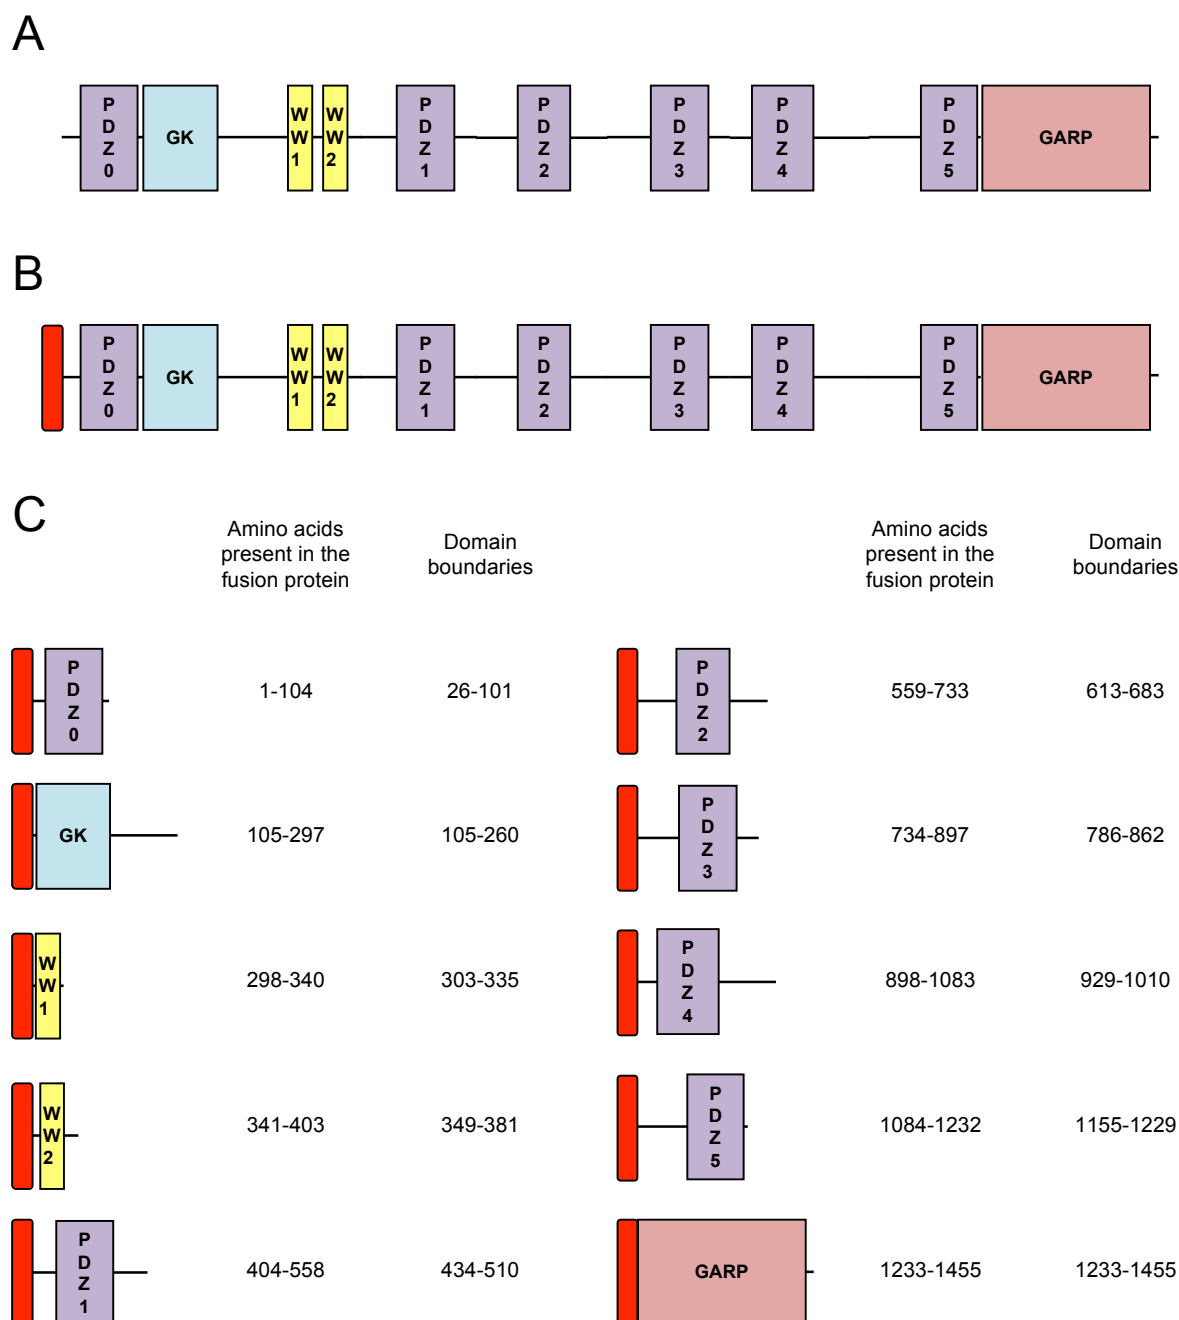 A
P
D
Z
0
GK
W
W
1
W
W
2
P
D
Z
1
P
D
Z
2
P
D
Z
3
P
D
Z
4
P
D
Z
5
GARP
B
P
D
Z
0
GK
W
W
1
W
W
2
P
D
Z
1
P
D
Z
2
P
D
Z
3
P
D
Z
4
P
D
Z
5
GARP
C
Amino acids
present in the
fusion protein
Domain
boundaries
Amino acids
present in the
fusion protein
Domain
boundaries
P
D
Z
0
1-104
26-101
P
D
Z
2
559-733
613-683
GK
105-297
105-260
P
D
Z
3
734-897
786-862
W
W
1
298-340
303-335
P
D
Z
4
898-1083
929-1010
W
W
2
341-403
349-381
P
D
Z
5
1084-1232
1155-1229
P
D
Z
1
404-558
434-510
GARP
1233-1455
1233-1455